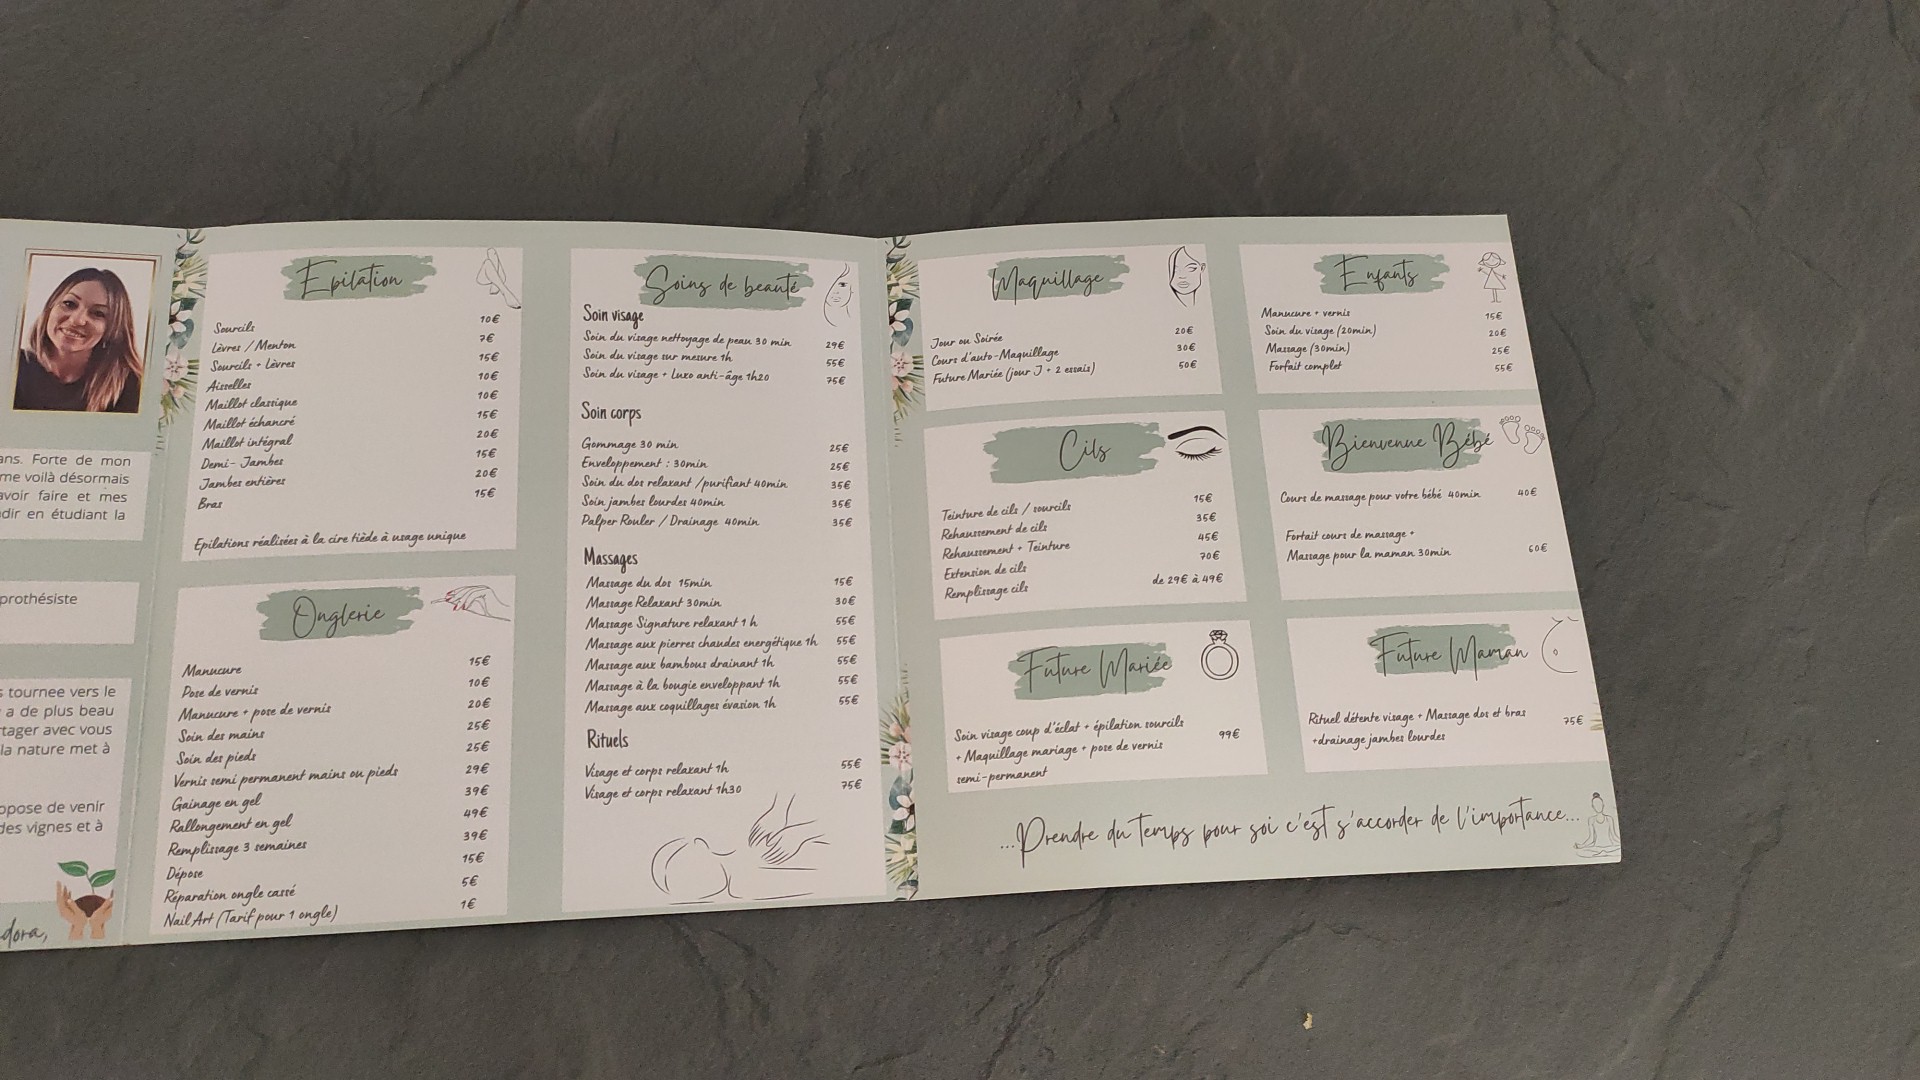 ans. Forte de mon
me voilà désormais
avoir faire et mes
dir en étudiant la
prothésiste
s tournee vers le
a de plus beau
rtager avec vous
la nature met à
opose de venir
des vignes et à
dora,
Epilation
Sourcils 10€
Lèvres / Menton 7€
Sourcils + Lèvres 15€
Aisselles 10€
Maillot classique 10€
Maillot échancré 15€
Maillot intégral 20€
Demi- Jambes 15€
Jambes entières 20€
Bras 15€
Epilations réalisées à la cire tiède à usage unique
Onglerie
Manucure 15€
Pose de vernis 10€
Manucure + pose de vernis 20€
Soin des mains 25€
Soin des pieds 25€
Vernis semi permanent mains ou pieds 29€
Gainage en gel 39€
Rallongement en gel 49€
Remplissage 3 semaines 39€
Dépose 15€
Réparation ongle cassé 5€
Nail Art (Tarif pour 1 ongle) 1€
Soins de beauté
Soin visage
Soin du visage nettoyage de peau 30 min 29€
Soin du visage sur mesure 1h 55€
Soin du visage + Luxo anti-âge 1h20 75€
Soin corps
Gommage 30 min 25€
Enveloppement : 30min 25€
Soin du dos relaxant /purifiant 40min 35€
Soin jambes lourdes 40min 35€
Palper Rouler / Drainage 40min 35€
Massages
Massage du dos 15min 15€
Massage Relaxant 30min 30€
Massage Signature relaxant 1 h 55€
Massage aux pierres chaudes energétique 1h 55€
Massage aux bambous drainant 1h 55€
Massage à la bougie enveloppant 1h 55€
Massage aux coquillages évasion 1h 55€
Rituels
Visage et corps relaxant 1h 55€
Visage et corps relaxant 1h30 75€
Maquillage
Jour ou Soirée 20€
Cours d'auto-Maquillage 30€
Future Mariée (jour J + 2 essais) 50€
Cils
Teinture de cils / sourcils 15€
Rehaussement de cils 35€
Rehaussement + Teinture 45€
Extension de cils 70€
Remplissage cils de 29€ à 49€
Future Mariée
Soin visage coup d'éclat + épilation sourcils
+ Maquillage mariage + pose de vernis 99€
semi-permanent
Enfants
Manucure + vernis 15€
Soin du visage (20min) 20€
Massage (30min) 25€
Forfait complet 55€
Bienvenue Bébé
Cours de massage pour votre bébé 40min 40€
Fortait cours de massage +
Massage pour la maman 30min 60€
Future Maman
Rituel détente visage + Massage dos et bras 75€
+drainage jambes lourdes
...Prendre du temps pour soi c'est s'accorder de l'importance...